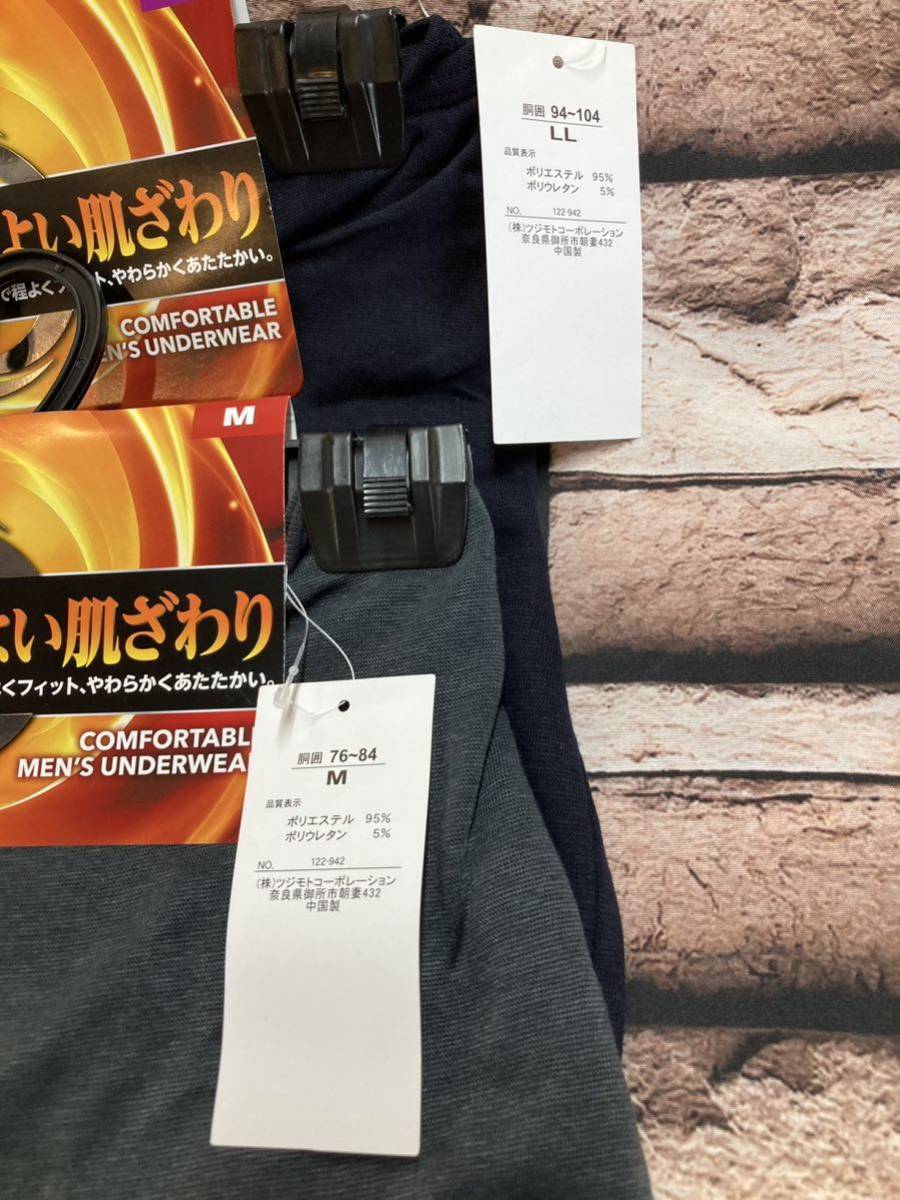 よい肌ざわり
で程よくフィット、やわらかくあたたかい。
COMFORTABLE
MEN'S UNDERWEAR
胴囲 94~104
LL
品質表示
ポリエステル 95%
ポリウレタン 5%
NO. 122-942
(株)ツジモトコーポレーション
奈良県御所市朝妻432
中国製
M
よい肌ざわり
よくフィット、やわらかくあたたかい。
COMFORTABL
MEN'S UNDERWEA
胴囲 76~84
M
品質表示
ポリエステル 95%
ポリウレタン 5%
NO. 122-942
(株)ツジモトコーポレーション
奈良県御所市朝妻432
中国製